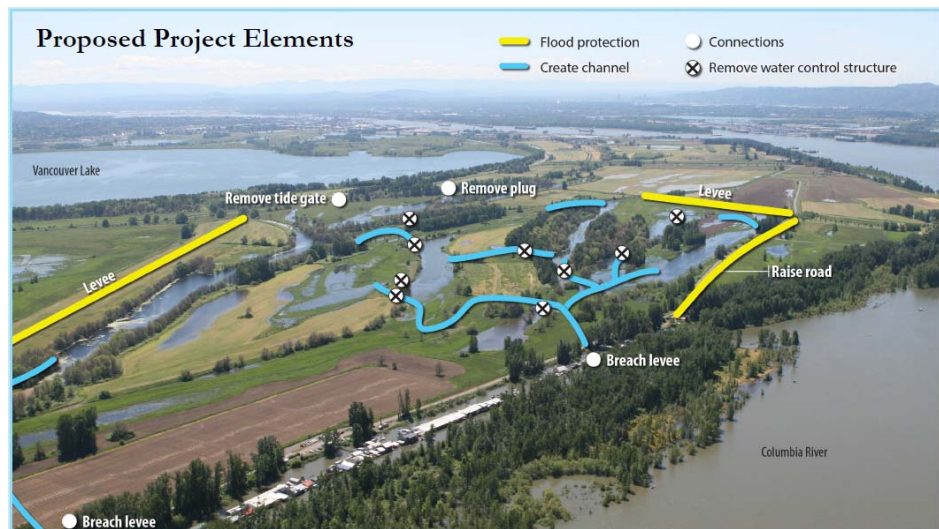 Proposed Project Elements
Flood protection
Connections
Create channel
Remove water control structure
Vancouver Lake
Remove tide gate
Remove plug
Levee
Levee
Raise road
Breach levee
Columbia River
Breach levee